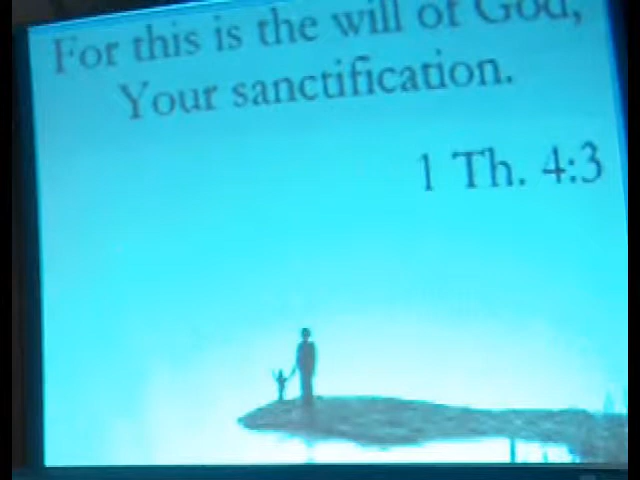 For this is the will of God,
Your sanctification.
1 Th. 4:3